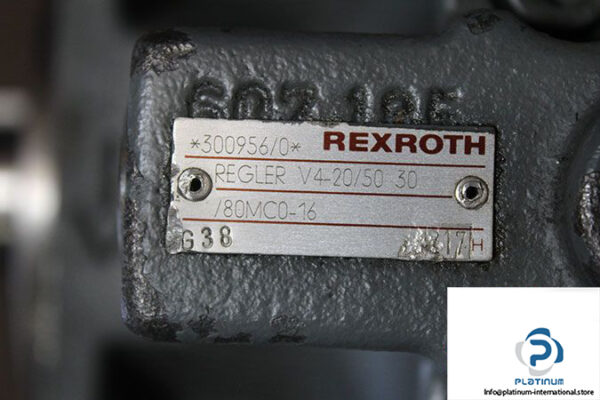 *300956/0* REXROTH
REGLER V4-20/50 30
/80MC0-16
G38 H
PLATINUM
Info@platinum-international.store